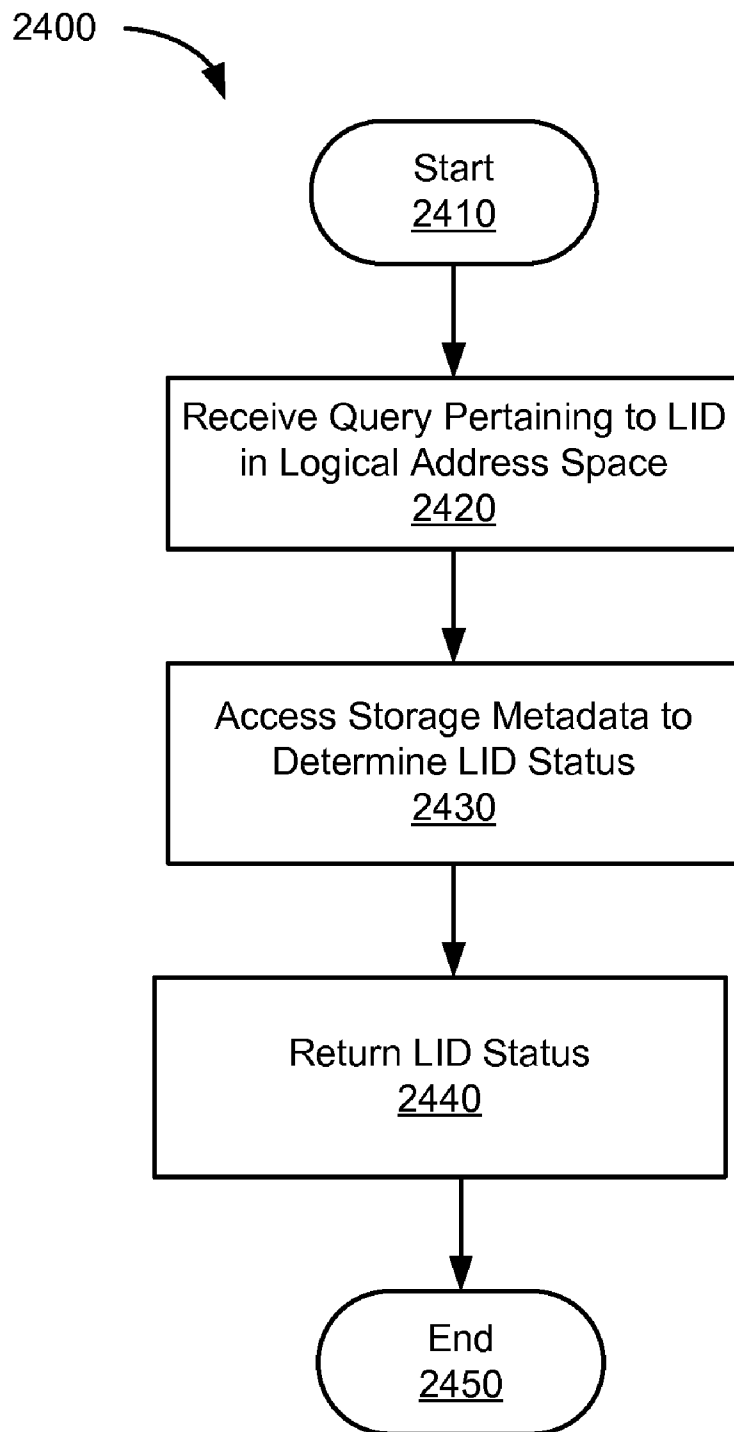 2400
Start
2410
Receive Query Pertaining to LID
in Logical Address Space
2420
Access Storage Metadata to
Determine LID Status
2430
Return LID Status
2440
End
2450